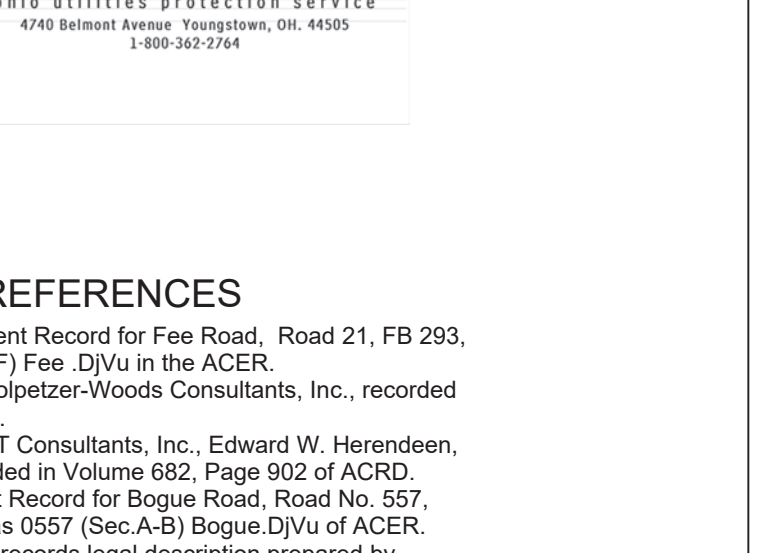 utilities protection service
4740 Belmont Avenue Youngstown, OH. 44505
1-800-362-2764
REFERENCES
ent Record for Fee Road, Road 21, FB 293,
F) Fee .DjVu in the ACER.
olpetzer-Woods Consultants, Inc., recorded
.
T Consultants, Inc., Edward W. Herendeen,
ded in Volume 682, Page 902 of ACRD.
t Record for Bogue Road, Road No. 557,
as 0557 (Sec.A-B) Bogue.DjVu of ACER.
records legal description prepared by